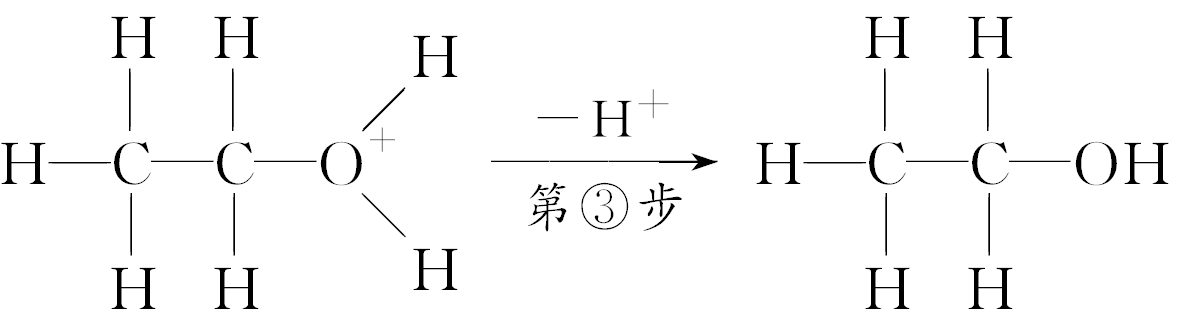 H H H H H
H—C—C—O⁺ −H⁺ H—C—C—OH
第③步
H H H H H